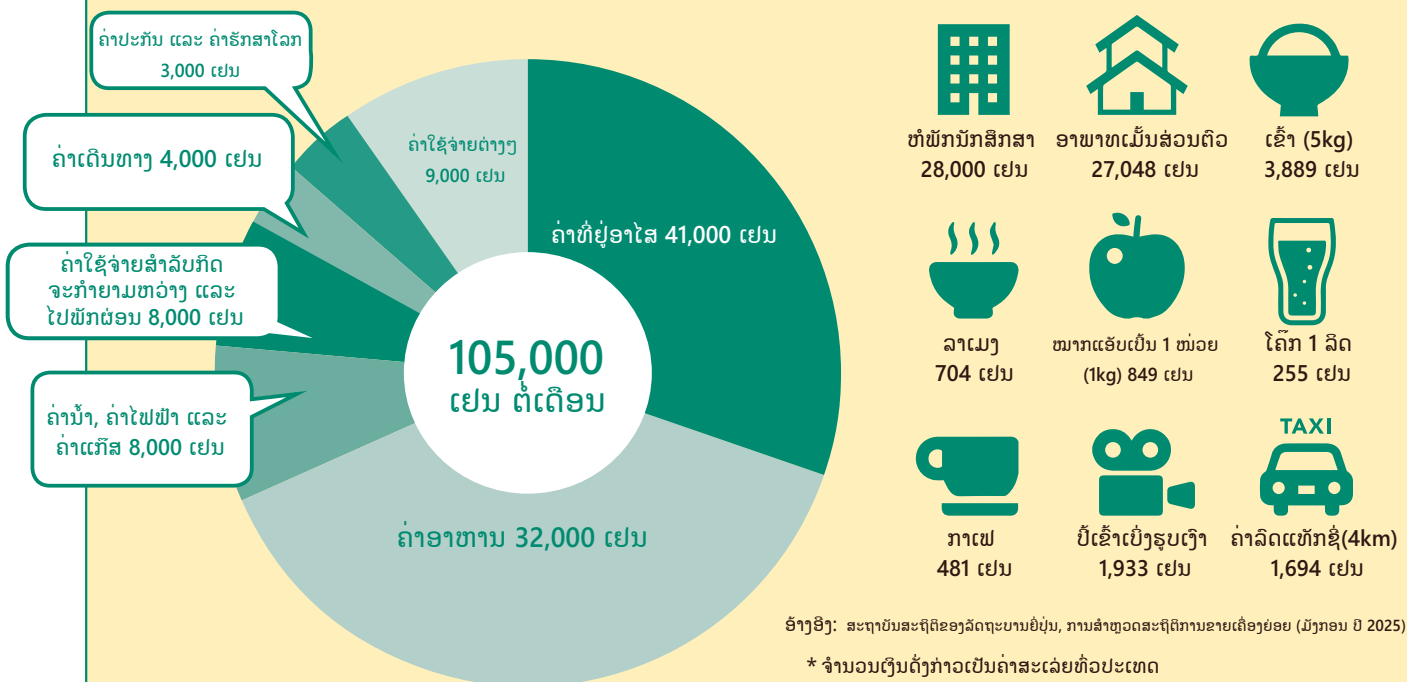 ຄ່າປະກັນ ແລະ ຄ່າຮັກສາໂລກ
3,000 ເຢນ
ຄ່າເດີນທາງ 4,000 ເຢນ
ຄ່າໃຊ້ຈ່າຍສຳລັບກິດ
ຈະກຳຍາມຫວ່າງ ແລະ
ໄປພັກຜ່ອນ 8,000 ເຢນ
ຄ່ານ້ຳ, ຄ່າໄຟຟ້າ ແລະ
ຄ່າແກ໊ສ 8,000 ເຢນ
ຄ່າໃຊ້ຈ່າຍຕ່າງໆ
9,000 ເຢນ
ຄ່າທີ່ຢູ່ອາໄສ 41,000 ເຢນ
105,000
ເຢນ ຕໍ່ເດືອນ
ຄ່າອາຫານ 32,000 ເຢນ
ຫໍພັກນັກສຶກສາ
28,000 ເຢນ
ອາພາທເມັ້ນສ່ວນຕົວ
27,048 ເຢນ
ເຂົ້າ (5kg)
3,889 ເຢນ
ລາເມງ
704 ເຢນ
ໝາກແອັບເປິ້ນ 1 ໜ່ວຍ
(1kg) 849 ເຢນ
ໂຄ໊ກ 1 ລິດ
255 ເຢນ
ກາເຟ
481 ເຢນ
ປີ້ເຂົ້າເບິ່ງຮູບເງົາ
1,933 ເຢນ
TAXI
ຄ່າລົດແທັກຊີ່(4km)
1,694 ເຢນ
ອ້າງອີງ: ສະຖາບັນສະຖິຕິຂອງລັດຖະບານຍີ່ປຸ່ນ, ການສຳຫຼວດສະຖິຕິການຂາຍເຄື່ອງຍ່ອຍ (ມັງກອນ ປີ 2025)
* ຈຳນວນເງິນດັ່ງກ່າວເປັນຄ່າສະເລ່ຍທົ່ວປະເທດ